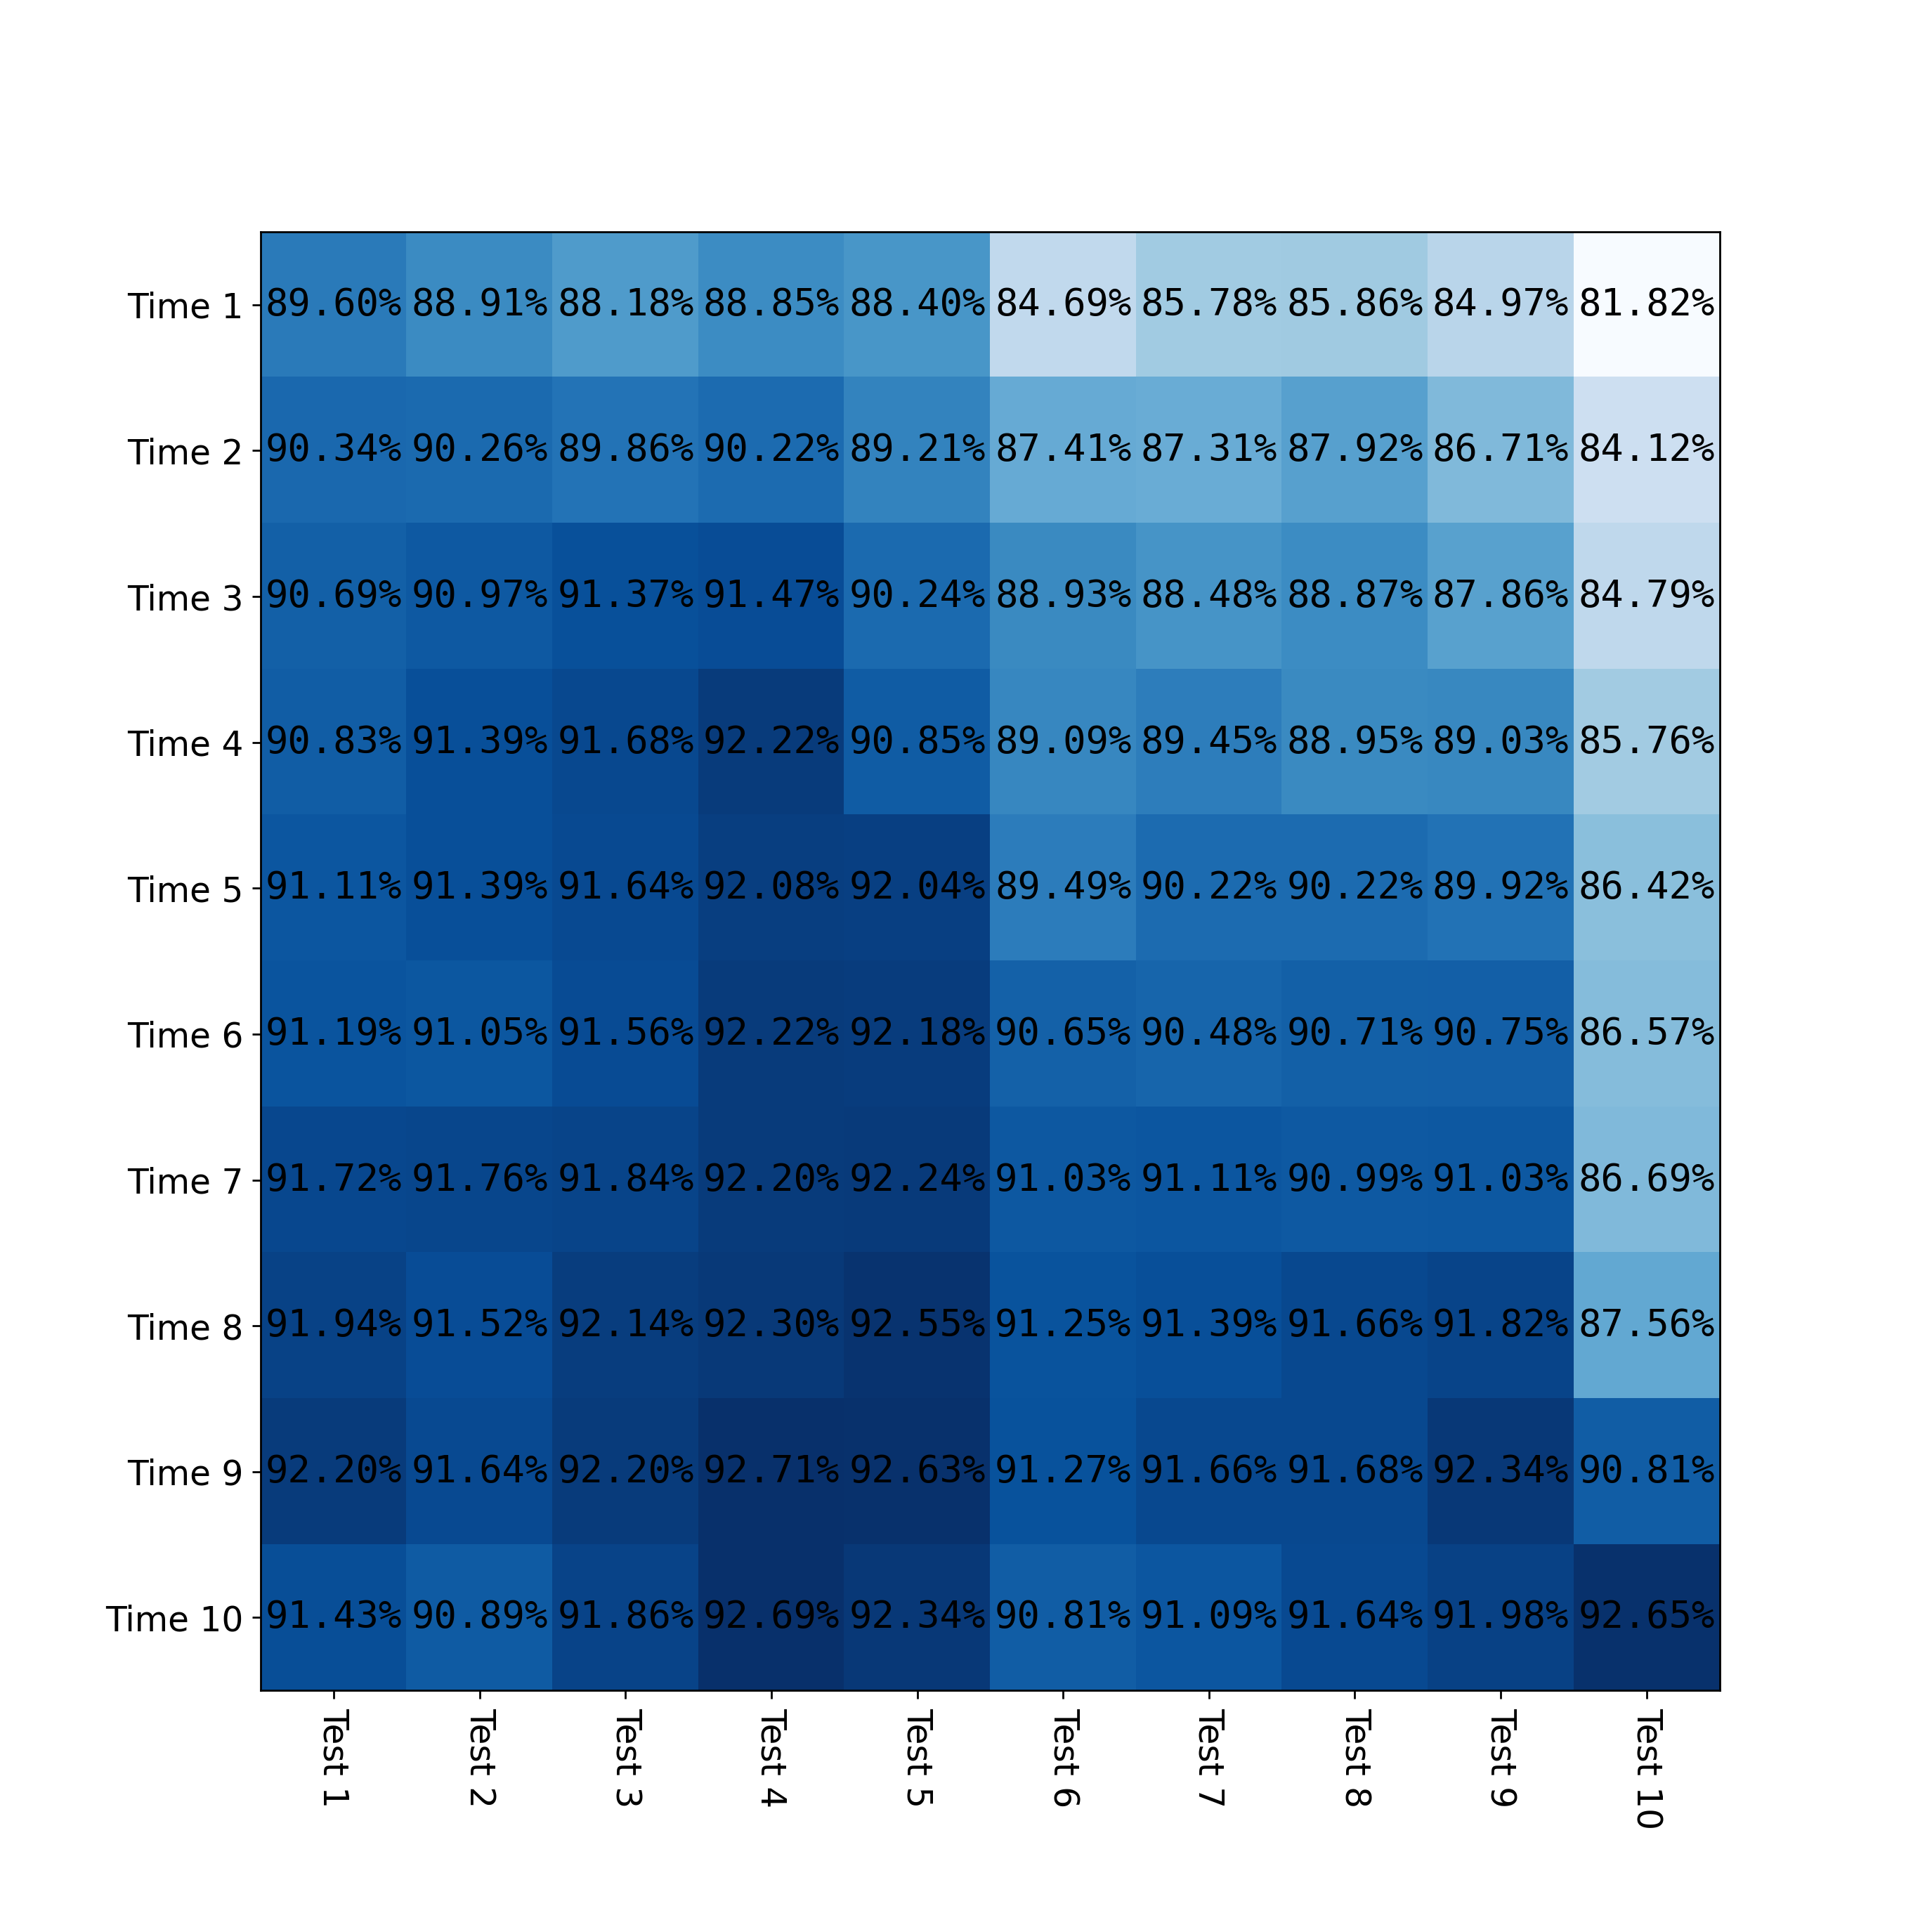 Time 1 89.60% 88.91% 88.18% 88.85% 88.40% 84.69% 85.78% 85.86% 84.97% 81.82%
Time 2 90.34% 90.26% 89.86% 90.22% 89.21% 87.41% 87.31% 87.92% 86.71% 84.12%
Time 3 90.69% 90.97% 91.37% 91.47% 90.24% 88.93% 88.48% 88.87% 87.86% 84.79%
Time 4 90.83% 91.39% 91.68% 92.22% 90.85% 89.09% 89.45% 88.95% 89.03% 85.76%
Time 5 91.11% 91.39% 91.64% 92.08% 92.04% 89.49% 90.22% 90.22% 89.92% 86.42%
Time 6 91.19% 91.05% 91.56% 92.22% 92.18% 90.65% 90.48% 90.71% 90.75% 86.57%
Time 7 91.72% 91.76% 91.84% 92.20% 92.24% 91.03% 91.11% 90.99% 91.03% 86.69%
Time 8 91.94% 91.52% 92.14% 92.30% 92.55% 91.25% 91.39% 91.66% 91.82% 87.56%
Time 9 92.20% 91.64% 92.20% 92.71% 92.63% 91.27% 91.66% 91.68% 92.34% 90.81%
Time 10 91.43% 90.89% 91.86% 92.69% 92.34% 90.81% 91.09% 91.64% 91.98% 92.65%
Test 1 Test 2 Test 3 Test 4 Test 5 Test 6 Test 7 Test 8 Test 9 Test 10